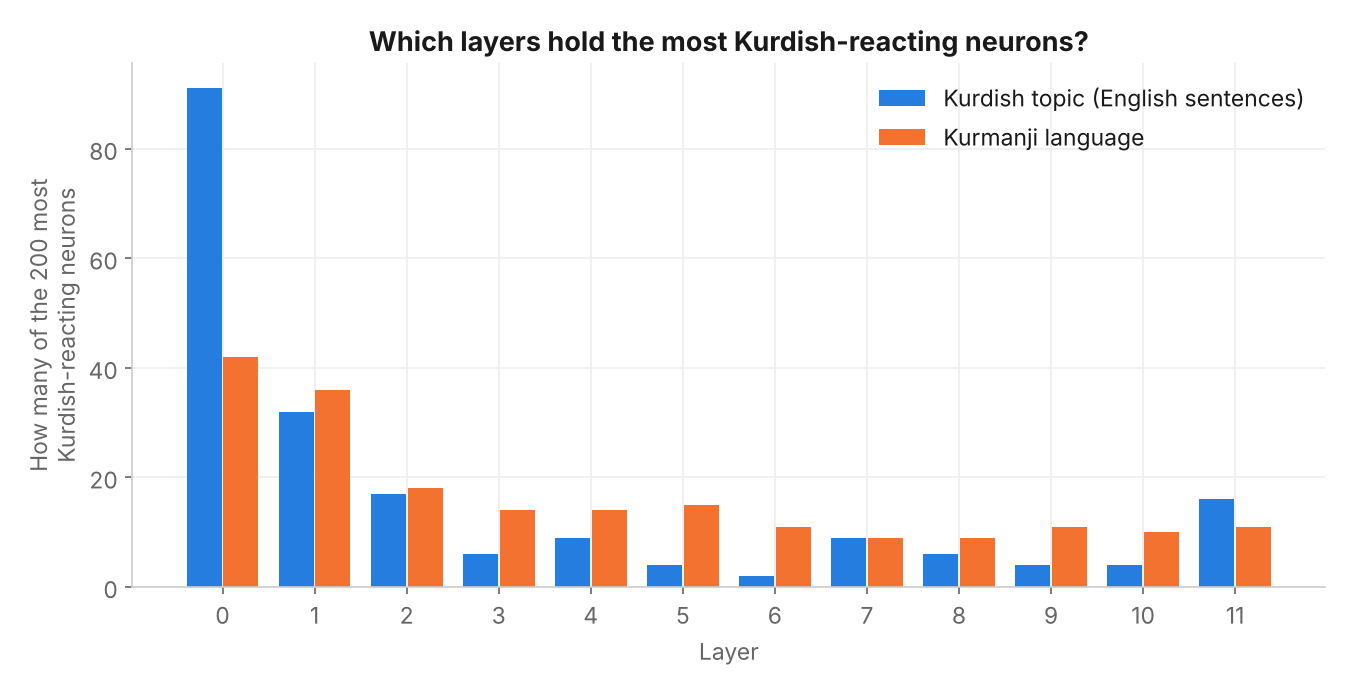 Which layers hold the most Kurdish-reacting neurons?
Kurdish topic (English sentences)
Kurmanji language
How many of the 200 most
Kurdish-reacting neurons
80
60
40
20
0
0 1 2 3 4 5 6 7 8 9 10 11
Layer